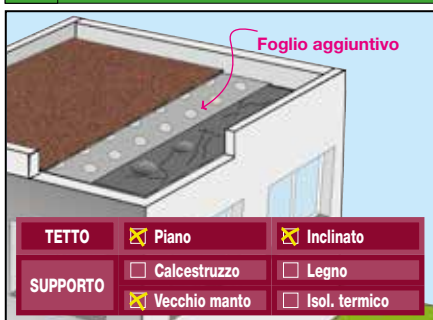 Foglio aggiuntivo
TETTO Piano Inclinato
SUPPORTO Calcestruzzo Legno
Vecchio manto Isol. termico